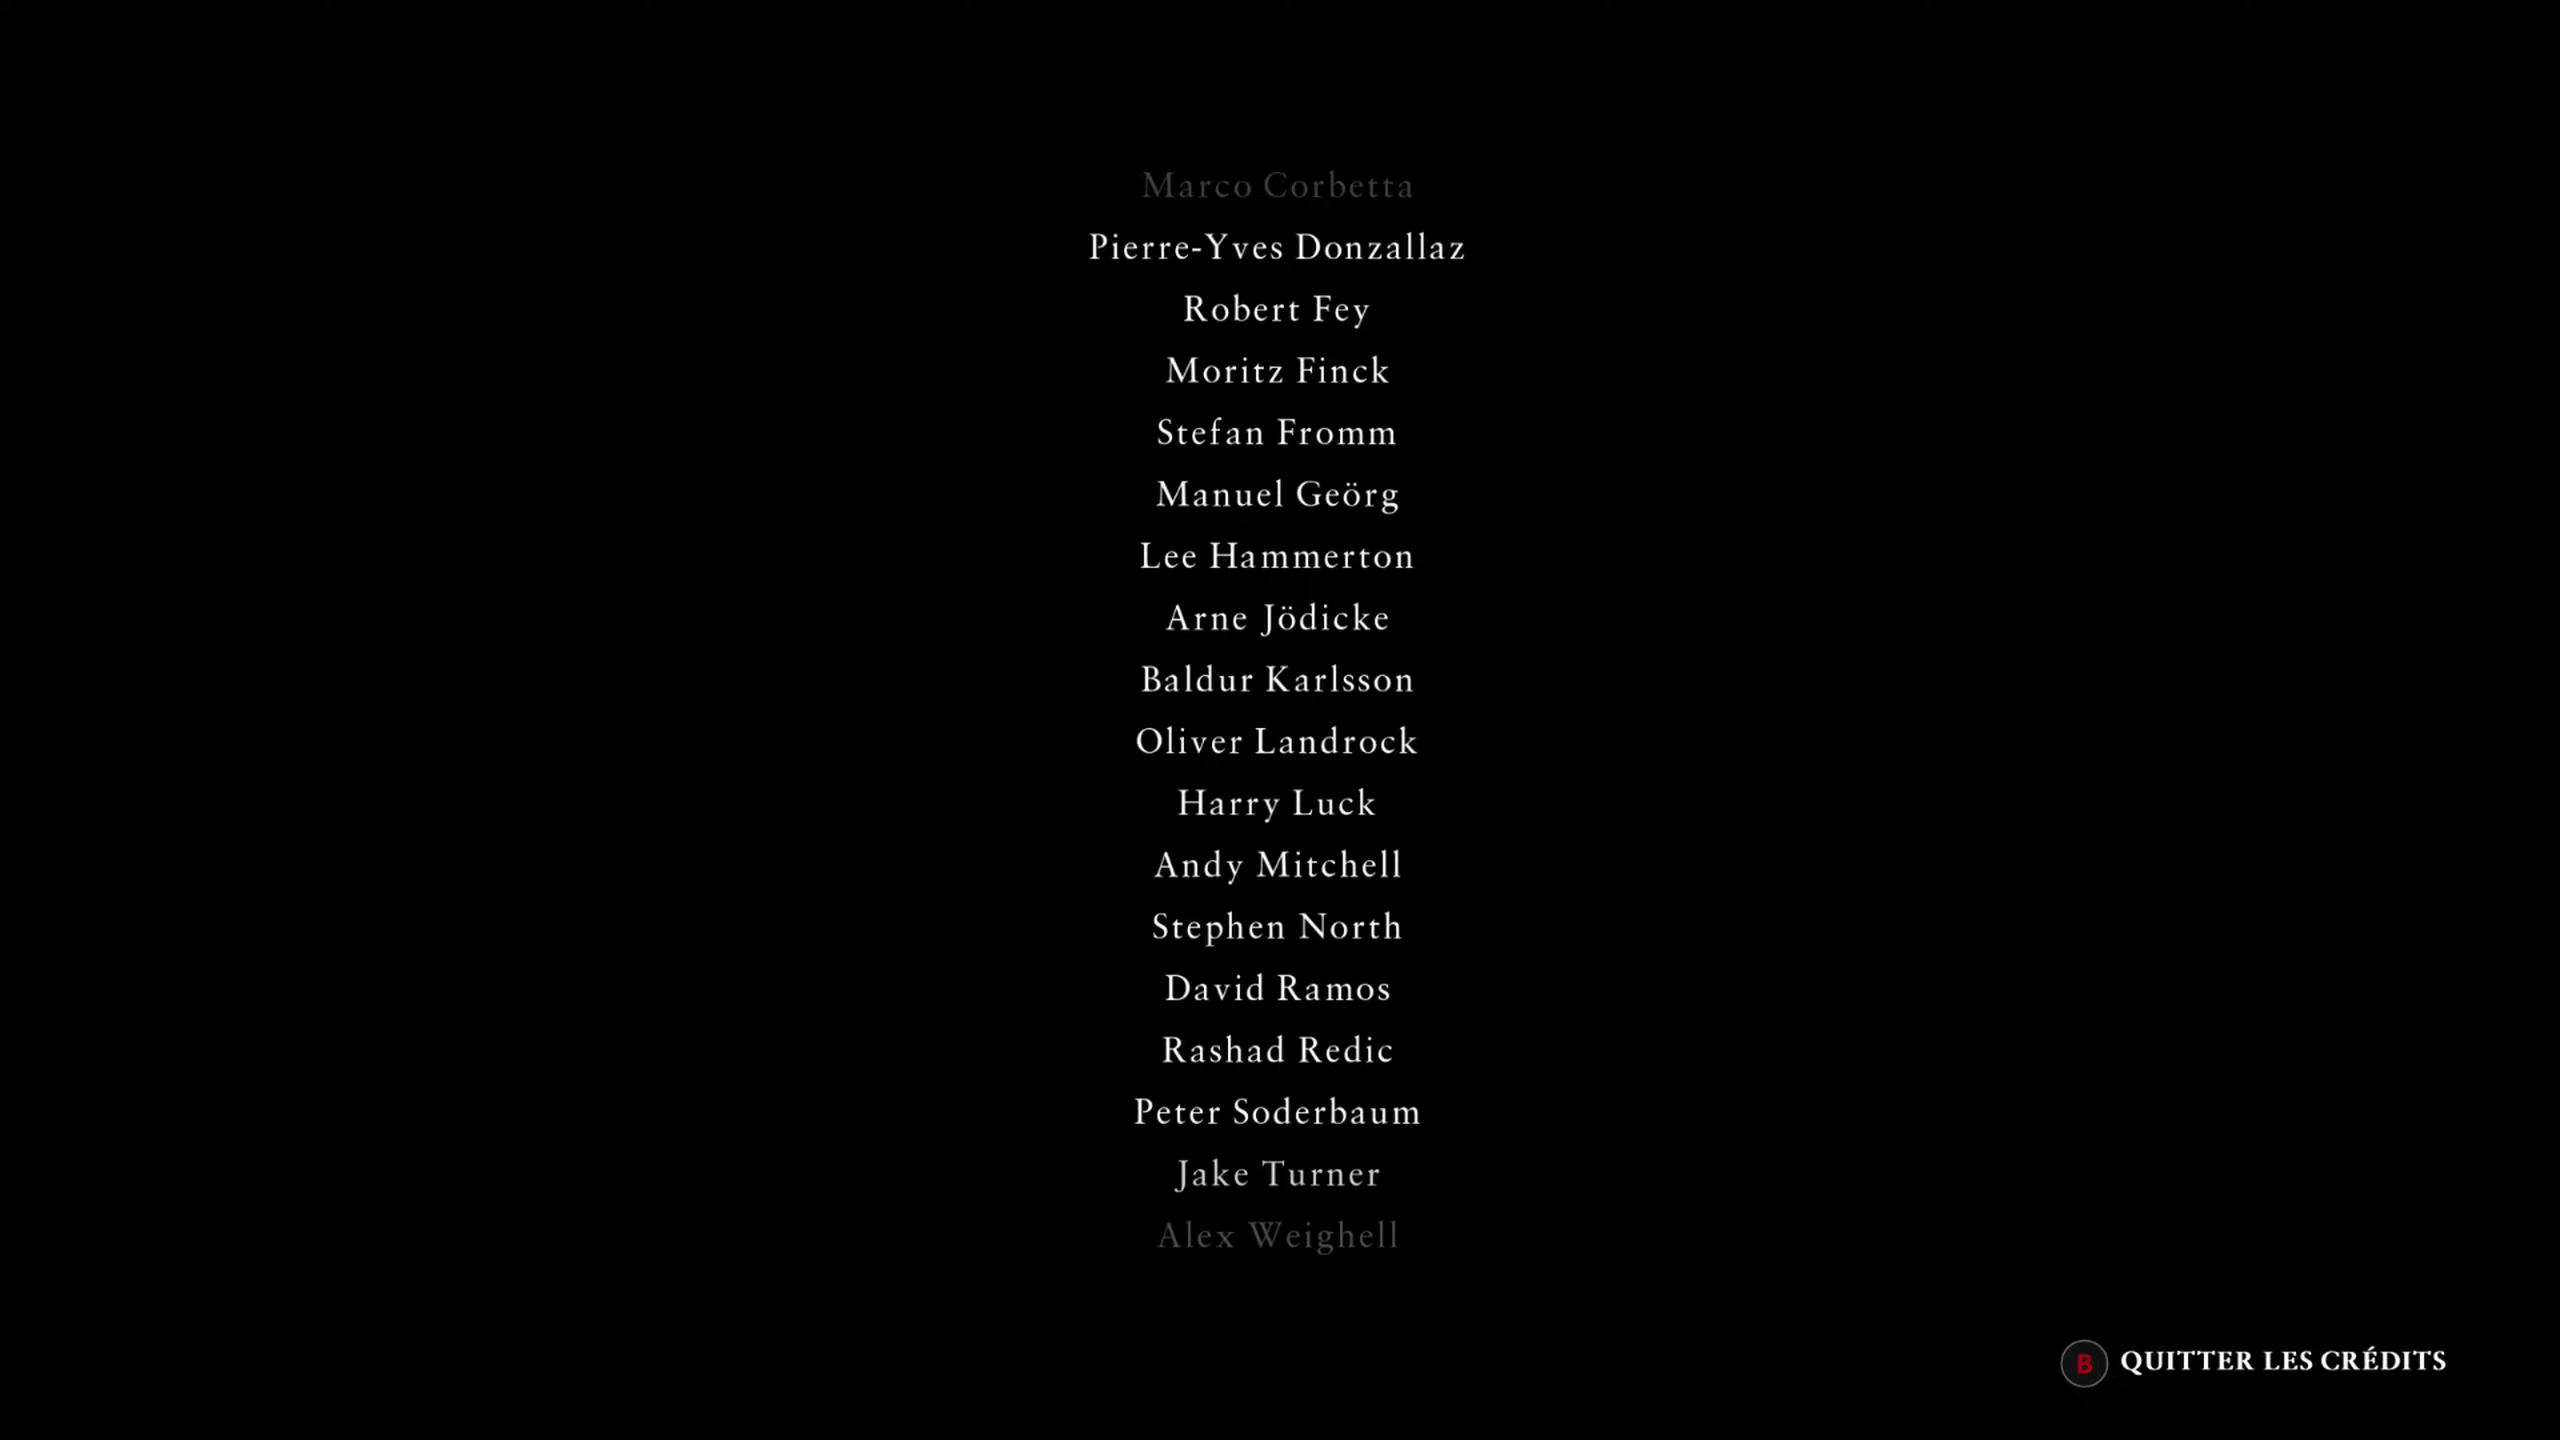 Marco Corbetta
Pierre-Yves Donzallaz
Robert Fey
Moritz Finck
Stefan Fromm
Manuel Geörg
Lee Hammerton
Arne Jödicke
Baldur Karlsson
Oliver Landrock
Harry Luck
Andy Mitchell
Stephen North
David Ramos
Rashad Redic
Peter Soderbaum
Jake Turner
Alex Weighell
B QUITTER LES CRÉDITS